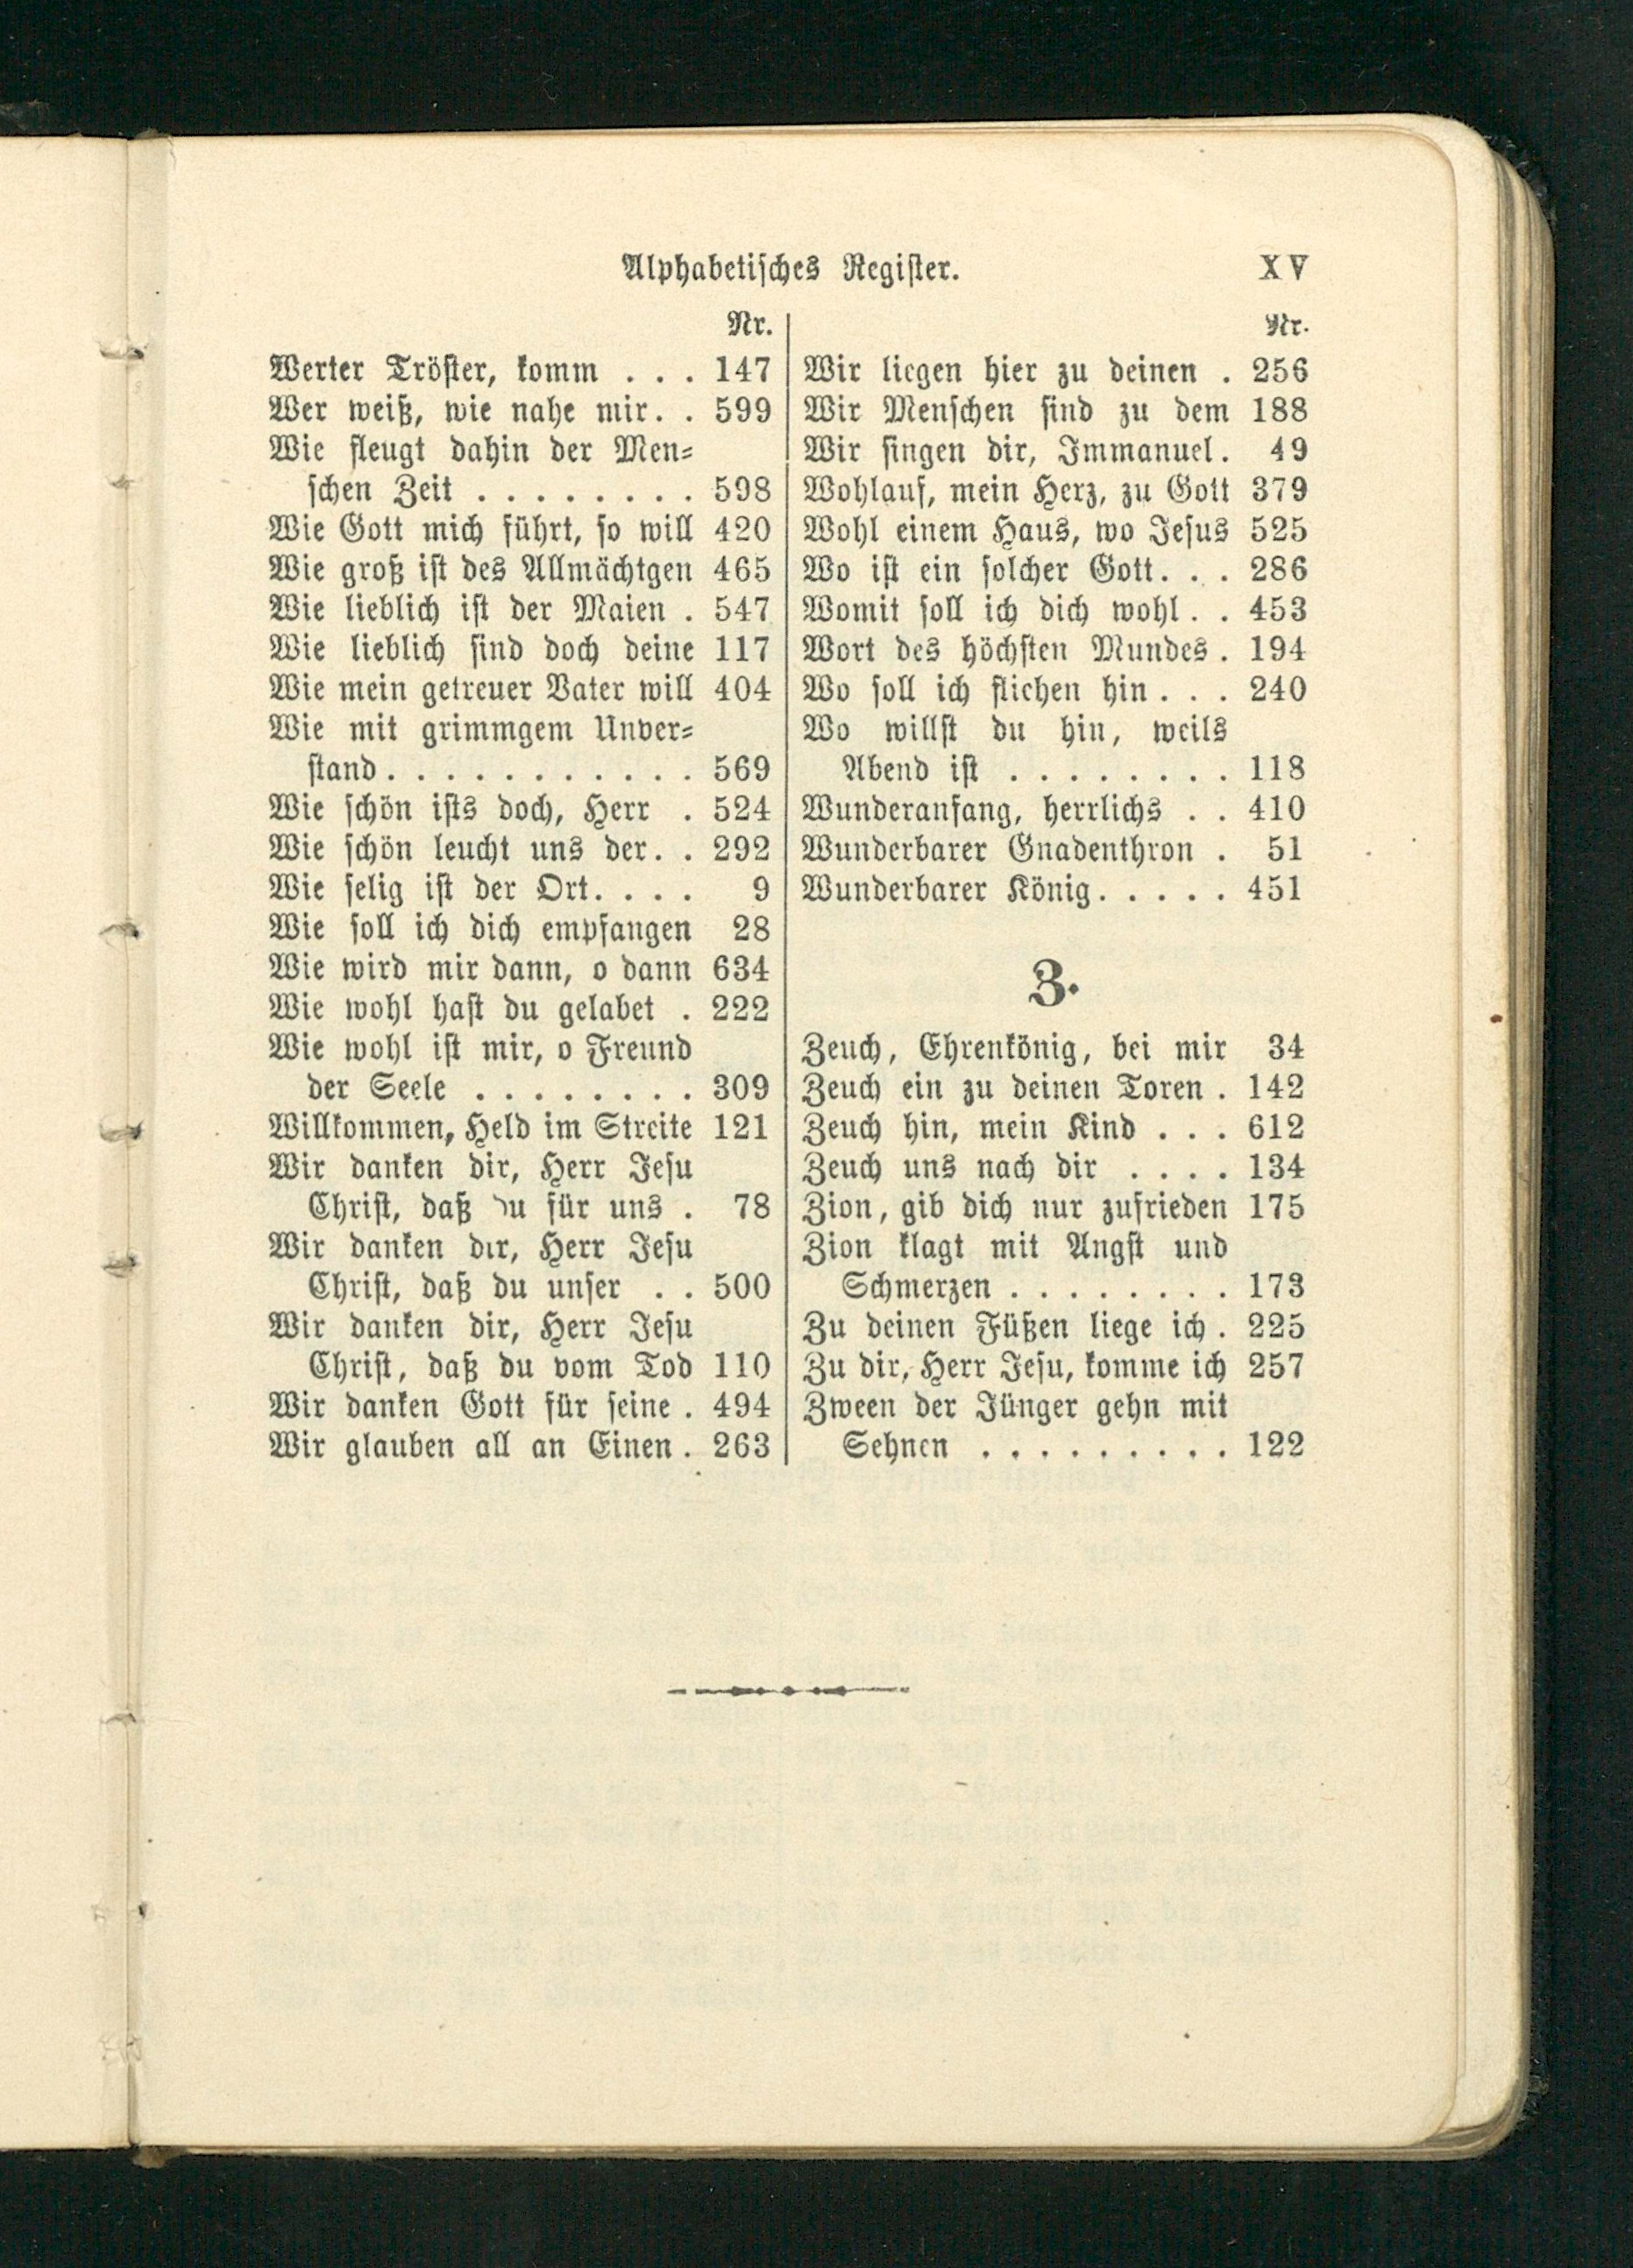 Alphabetisches Register. XV
Nr.
Werter Tröster, komm . . . 147
Wer weiß, wie nahe mir. . 599
Wie fleugt dahin der Men=
schen Zeit . . . . . . . . 598
Wie Gott mich führt, so will 420
Wie groß ist des Allmächtgen 465
Wie lieblich ist der Maien . 547
Wie lieblich sind doch deine 117
Wie mein getreuer Vater will 404
Wie mit grimmgem Unver=
stand . . . . . . . . . . . 569
Wie schön ists doch, Herr . 524
Wie schön leucht uns der. . 292
Wie selig ist der Ort. . . . 9
Wie soll ich dich empfangen 28
Wie wird mir dann, o dann 634
Wie wohl hast du gelabet . 222
Wie wohl ist mir, o Freund
der Seele . . . . . . . . 309
Willkommen, Held im Streite 121
Wir danken dir, Herr Jesu
Christ, daß du für uns . 78
Wir danken dir, Herr Jesu
Christ, daß du unser . . 500
Wir danken dir, Herr Jesu
Christ, daß du vom Tod 110
Wir danken Gott für seine . 494
Wir glauben all an Einen . 263
Nr.
Wir liegen hier zu deinen . 256
Wir Menschen sind zu dem 188
Wir singen dir, Immanuel. 49
Wohlauf, mein Herz, zu Gott 379
Wohl einem Haus, wo Jesus 525
Wo ist ein solcher Gott. . . 286
Womit soll ich dich wohl . . 453
Wort des höchsten Mundes . 194
Wo soll ich fliehen hin . . . 240
Wo willst du hin, weils
Abend ist . . . . . . . . 118
Wunderanfang, herrlichs . . 410
Wunderbarer Gnadenthron . 51
Wunderbarer König. . . . . 451
Z.
Zeuch, Ehrenkönig, bei mir 34
Zeuch ein zu deinen Toren . 142
Zeuch hin, mein Kind . . . 612
Zeuch uns nach dir . . . . 134
Zion, gib dich nur zufrieden 175
Zion klagt mit Angst und
Schmerzen . . . . . . . . 173
Zu deinen Füßen liege ich . 225
Zu dir, Herr Jesu, komme ich 257
Zween der Jünger gehn mit
Sehnen . . . . . . . . . 122